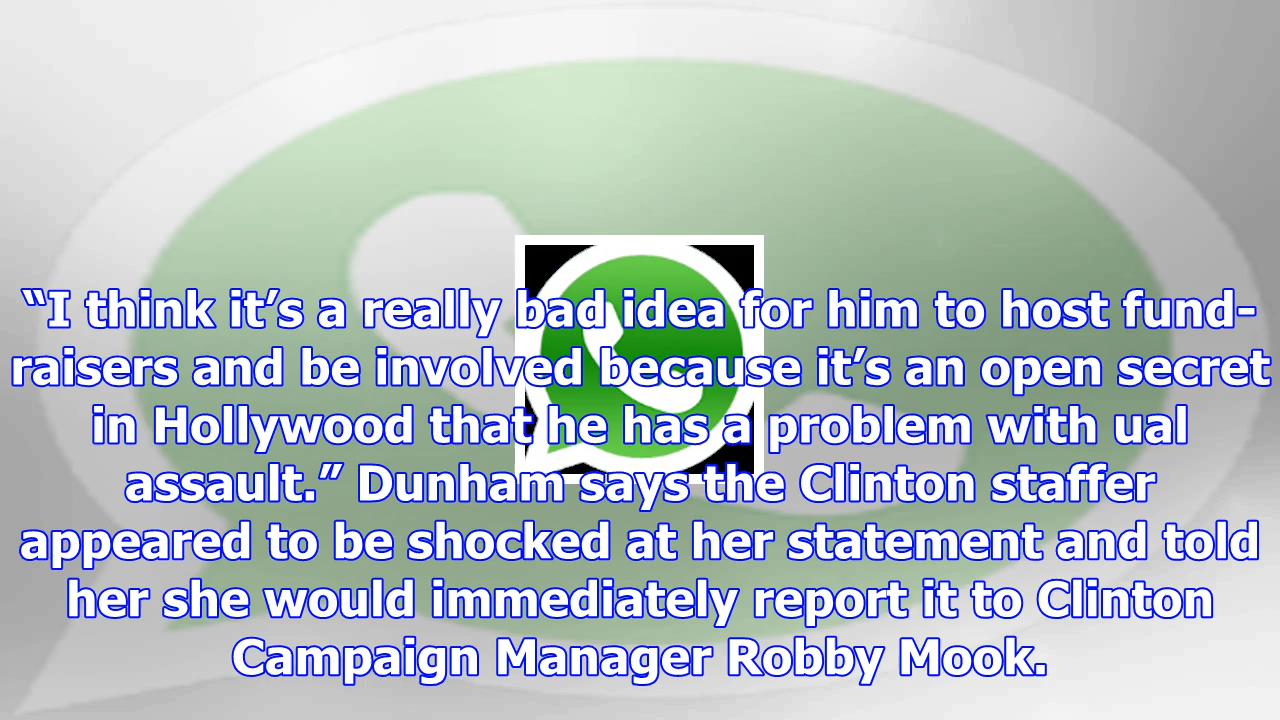 “I think it’s a really bad idea for him to host fund-
raisers and be involved because it’s an open secret
in Hollywood that he has a problem with ual
assault.” Dunham says the Clinton staffer
appeared to be shocked at her statement and told
her she would immediately report it to Clinton
Campaign Manager Robby Mook.